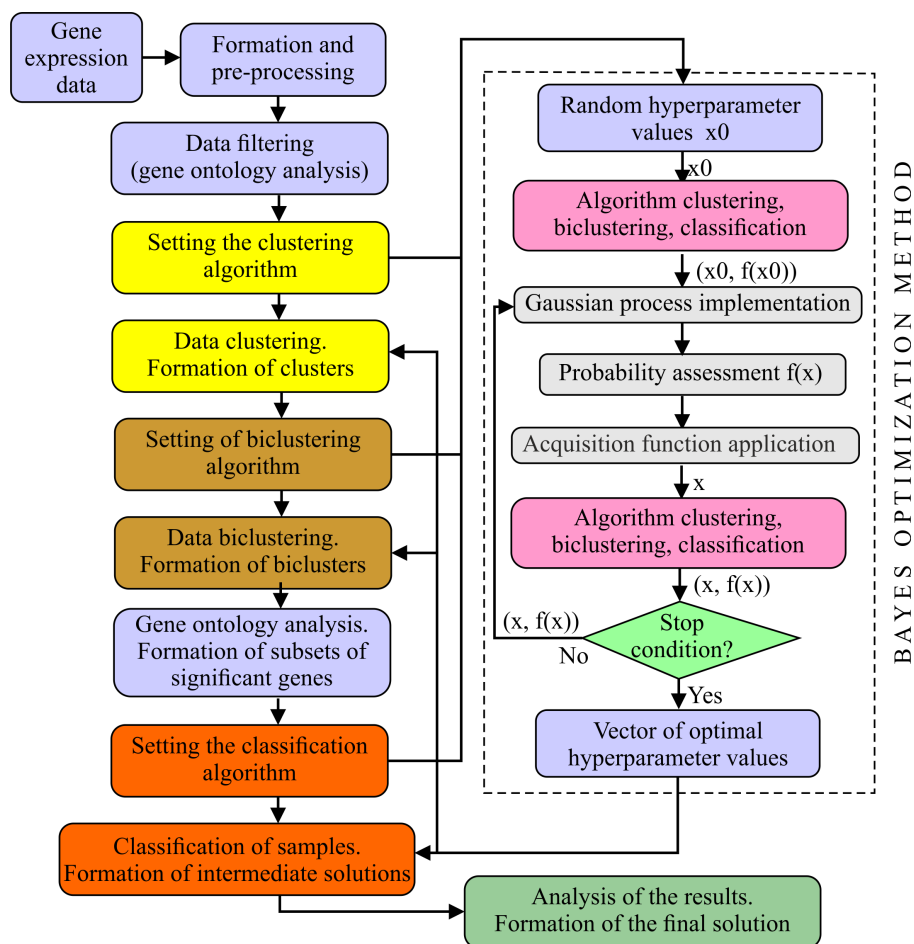 Gene
expression
data
Formation and
pre-processing
Data filtering
(gene ontology analysis)
Setting the clustering
algorithm
Data clustering.
Formation of clusters
Setting of biclustering
algorithm
Data biclustering.
Formation of biclusters
Gene ontology analysis.
Formation of subsets of
significant genes
Setting the classification
algorithm
Classification of samples.
Formation of intermediate solutions
Random hyperparameter
values x0
x0
Algorithm clustering,
biclustering, classification
(x0, f(x0))
Gaussian process implementation
Probability assessment f(x)
Acquisition function application
x
Algorithm clustering,
biclustering, classification
(x, f(x))
(x, f(x))
Stop
condition?
No
Yes
Vector of optimal
hyperparameter values
Analysis of the results.
Formation of the final solution
BAYES OPTIMIZATION METHOD